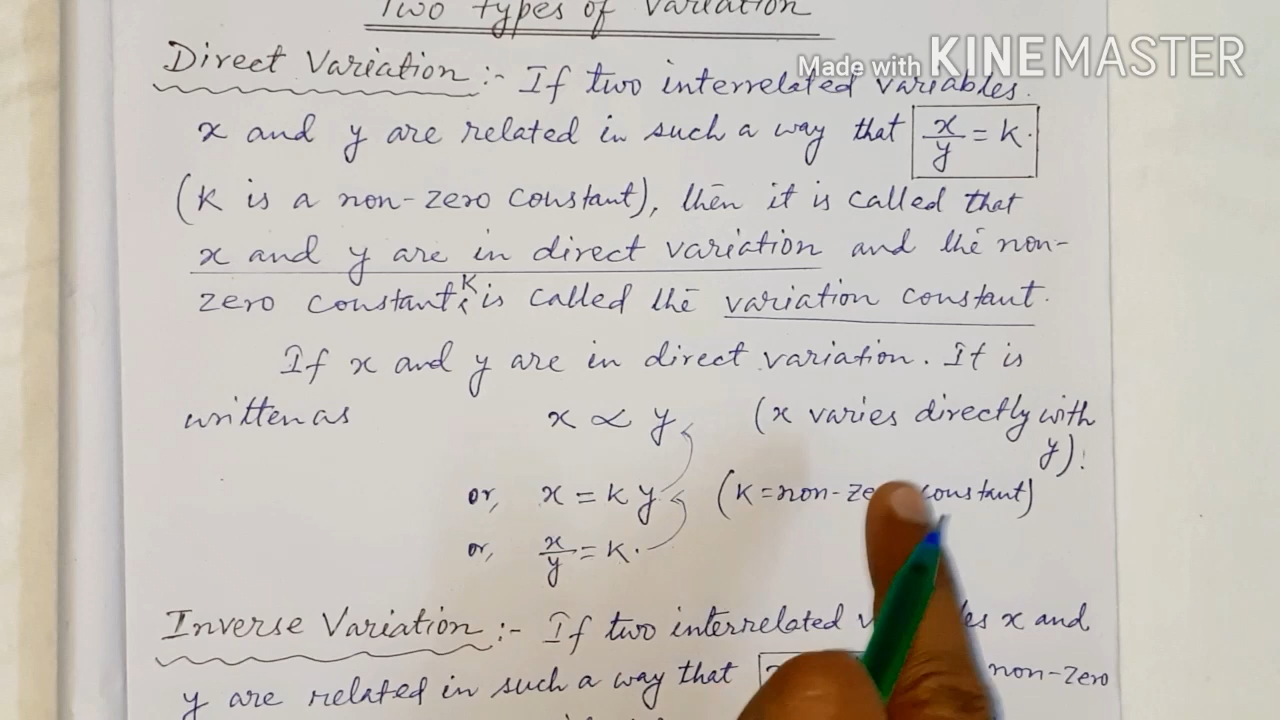 Two types of Variation
Made with KINEMASTER
Direct Variation :- If two interrelated variables.
x and y are related in such a way that x/y = k.
(K is a non-zero constant), then it is called that
x and y are in direct variation and the non-
zero constant K is called the variation constant.
If x and y are in direct variation. It is
written as x ∝ y (x varies directly with
y).
or, x = k y (K = non-zero constant)
or, x/y = k.
Inverse Variation :- If two interrelated x and
y are related in such a way that non-zero